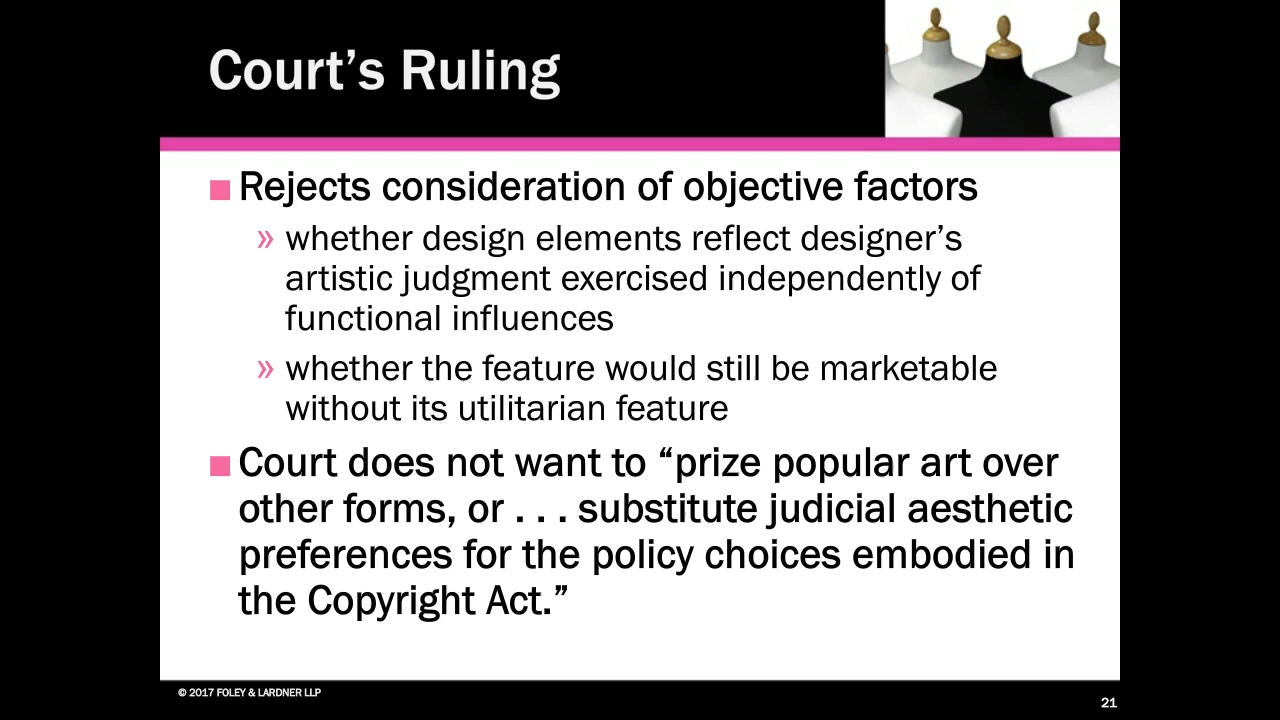 Court’s Ruling
■ Rejects consideration of objective factors
» whether design elements reflect designer’s
artistic judgment exercised independently of
functional influences
» whether the feature would still be marketable
without its utilitarian feature
■ Court does not want to “prize popular art over
other forms, or . . . substitute judicial aesthetic
preferences for the policy choices embodied in
the Copyright Act.”
© 2017 FOLEY & LARDNER LLP
21